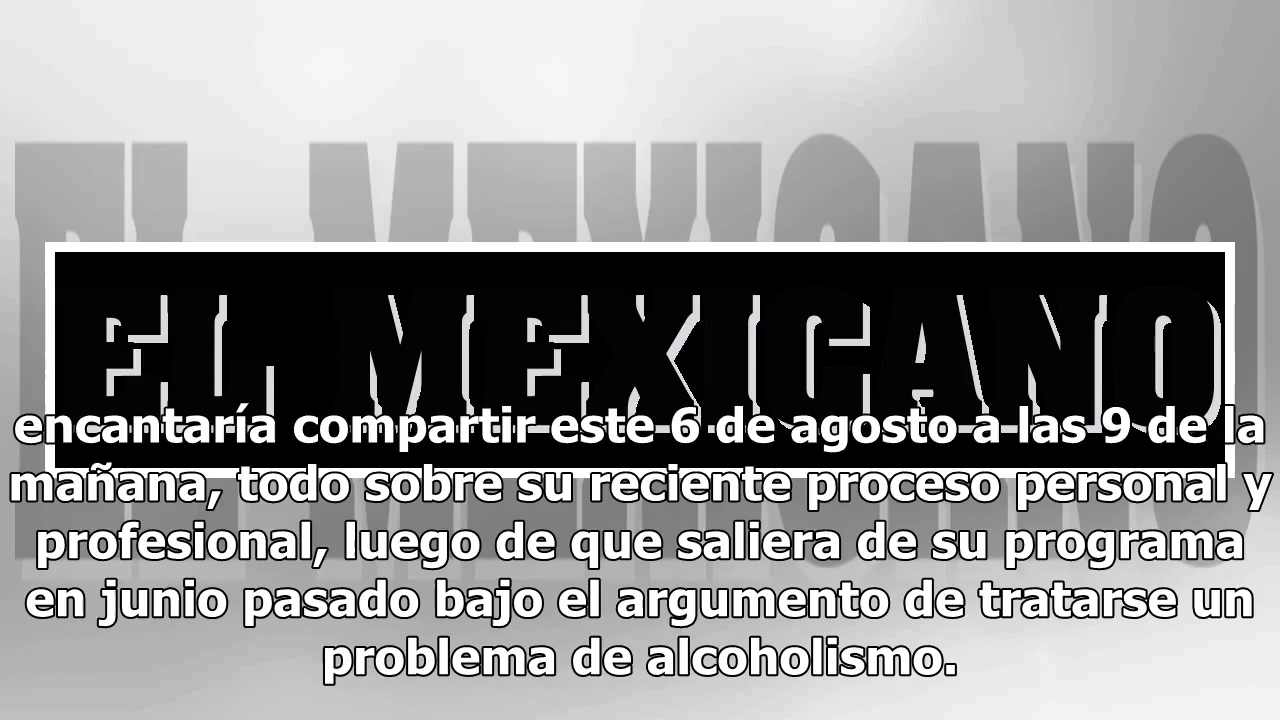 EL MEXICANO
EL MEXICANO
encantaría compartir este 6 de agosto a las 9 de la
mañana, todo sobre su reciente proceso personal y
profesional, luego de que saliera de su programa
en junio pasado bajo el argumento de tratarse un
problema de alcoholismo.